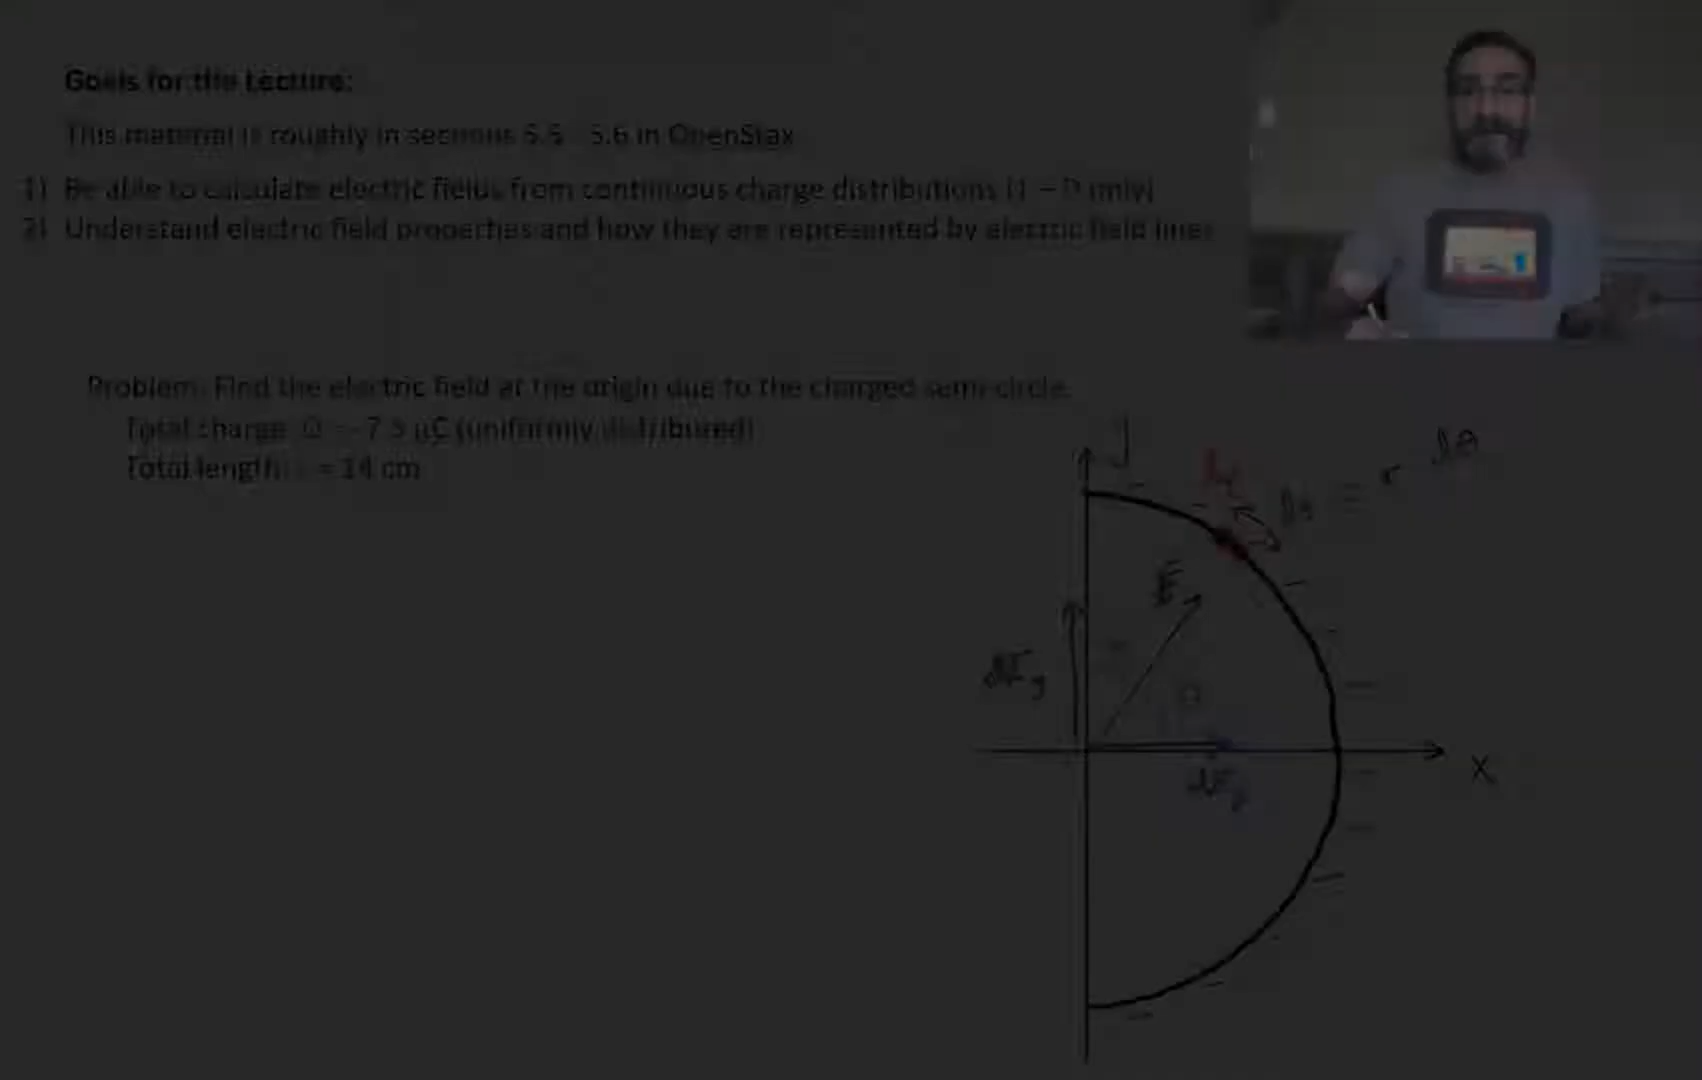 Goals for the Lecture:
This material is roughly in sections 5.5 - 5.6 in OpenStax
1) Be able to calculate electric fields from continuous charge distributions (1 – D only)
2) Understand electric field properties and how they are represented by electric field lines
Problem: Find the electric field at the origin due to the charged semi-circle.
Total charge: Q = -7.5 μC (uniformly distributed)
Total length: = 14 cm
= r dθ
dE y
x